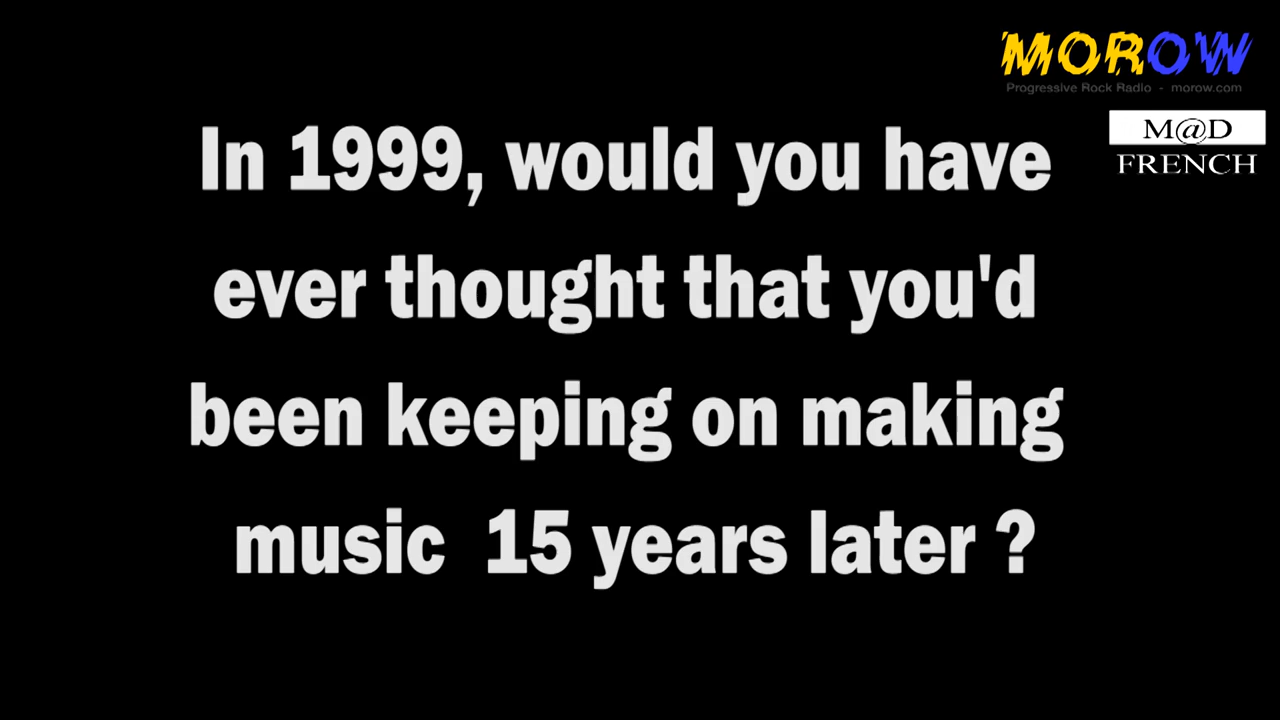 MOROW
Progressive Rock Radio - morow.com
M@D
FRENCH
In 1999, would you have
ever thought that you'd
been keeping on making
music 15 years later ?